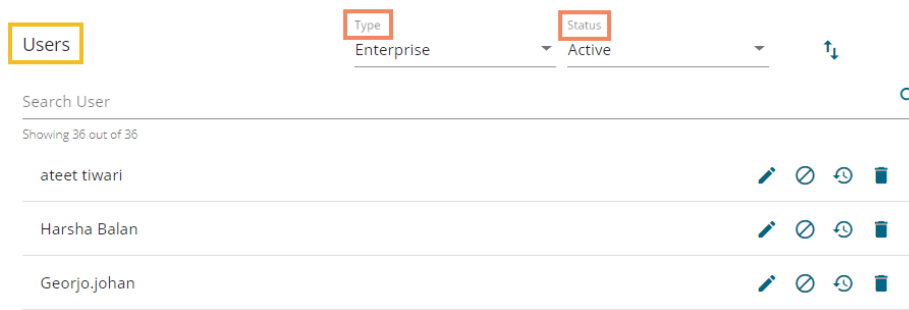 Users
Type
Enterprise
Status
Active
Search User
Showing 36 out of 36
ateet tiwari
Harsha Balan
Georjo.johan